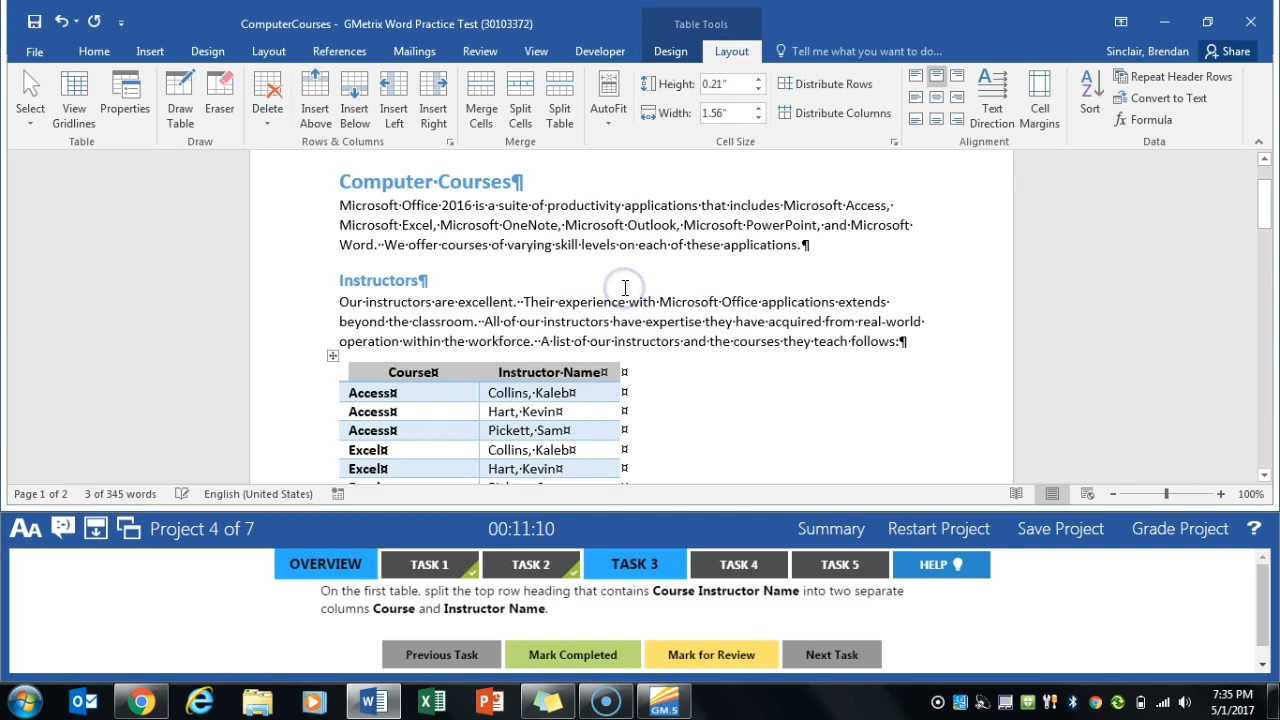 ComputerCourses - GMetrix Word Practice Test (30103372)
Table Tools
File Home Insert Design Layout References Mailings Review View Developer Design Layout Tell me what you want to do... Sinclair, Brendan Share
Select
View Gridlines
Properties
Draw Table
Eraser
Delete
Insert Above
Insert Below
Insert Left
Insert Right
Merge Cells
Split Cells
Split Table
AutoFit
Height: 0.21"
Width: 1.56"
Distribute Rows
Distribute Columns
Text Direction
Cell Margins
Sort
Repeat Header Rows
Convert to Text
Formula
Table Draw Rows & Columns Merge Cell Size Alignment Data
Computer·Courses¶
Microsoft·Office·2016·is·a·suite·of·productivity·applications·that·includes·Microsoft·Access,·
Microsoft·Excel,·Microsoft·OneNote,·Microsoft·Outlook,·Microsoft·PowerPoint,·and·Microsoft·
Word.··We·offer·courses·of·varying·skill·levels·on·each·of·these·applications.¶
Instructors¶
Our·instructors·are·excellent.··Their·experience·with·Microsoft·Office·applications·extends·
beyond·the·classroom.··All·of·our·instructors·have·expertise·they·have·acquired·from·real-world·
operation·within·the·workforce.··A·list·of·our·instructors·and·the·courses·they·teach·follows:¶
Course¤ Instructor·Name¤ ¤
Access¤ Collins,·Kaleb¤ ¤
Access¤ Hart,·Kevin¤ ¤
Access¤ Pickett,·Sam¤ ¤
Excel¤ Collins,·Kaleb¤ ¤
Excel¤ Hart,·Kevin¤ ¤
Page 1 of 2 3 of 345 words English (United States) 100%
AA Project 4 of 7 00:11:10 Summary Restart Project Save Project Grade Project ?
OVERVIEW TASK 1 TASK 2 TASK 3 TASK 4 TASK 5 HELP
On the first table, split the top row heading that contains Course Instructor Name into two separate
columns Course and Instructor Name.
Previous Task Mark Completed Mark for Review Next Task
GM.5
7:35 PM
5/1/2017